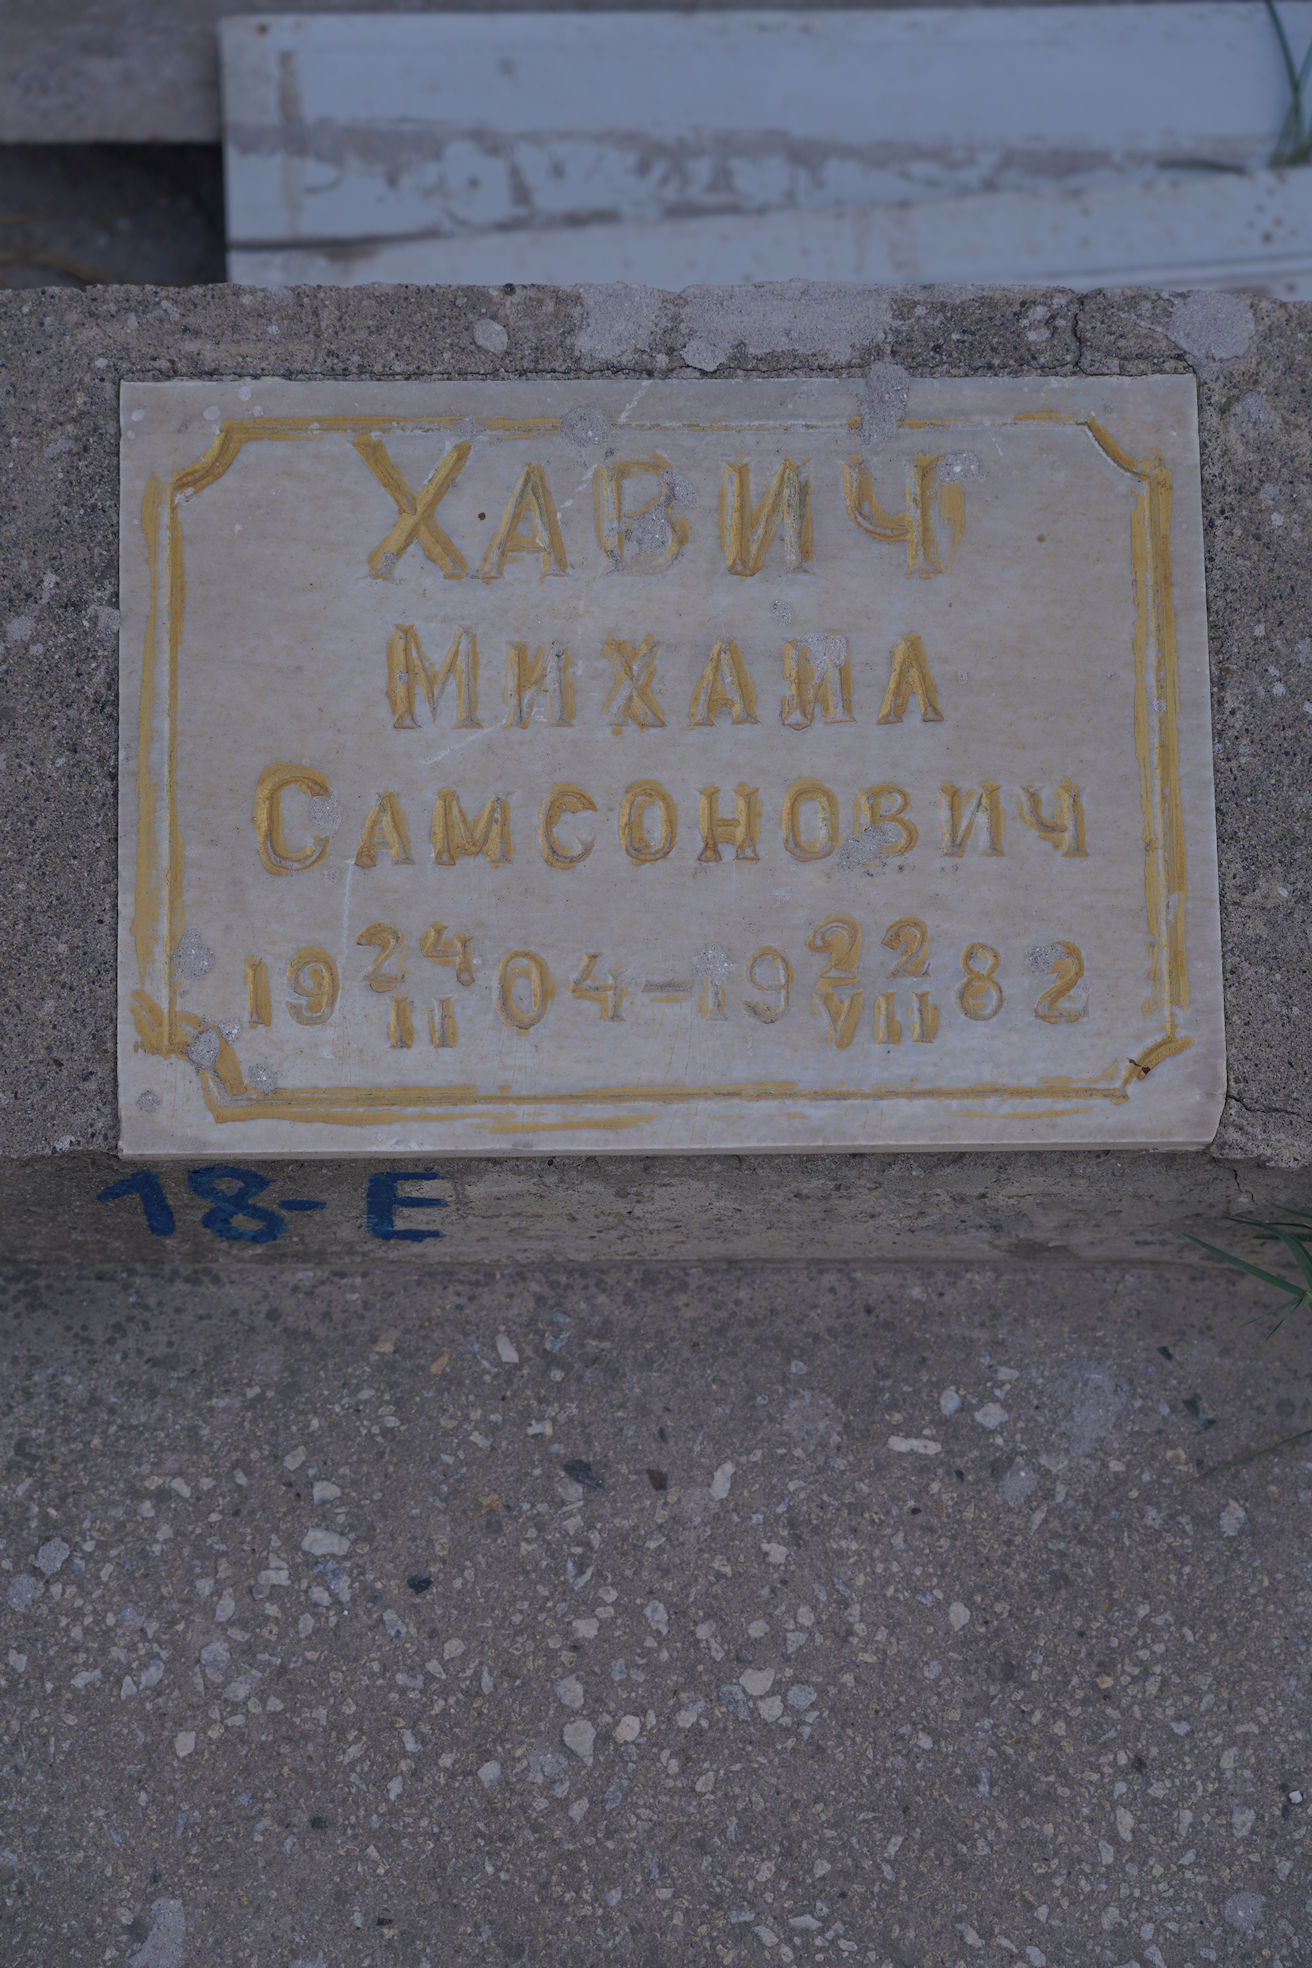 ХАВИЧ
МИХАИЛ
САМСОНОВИЧ
19 24/II 04 - 19 22/VII 82
18-E